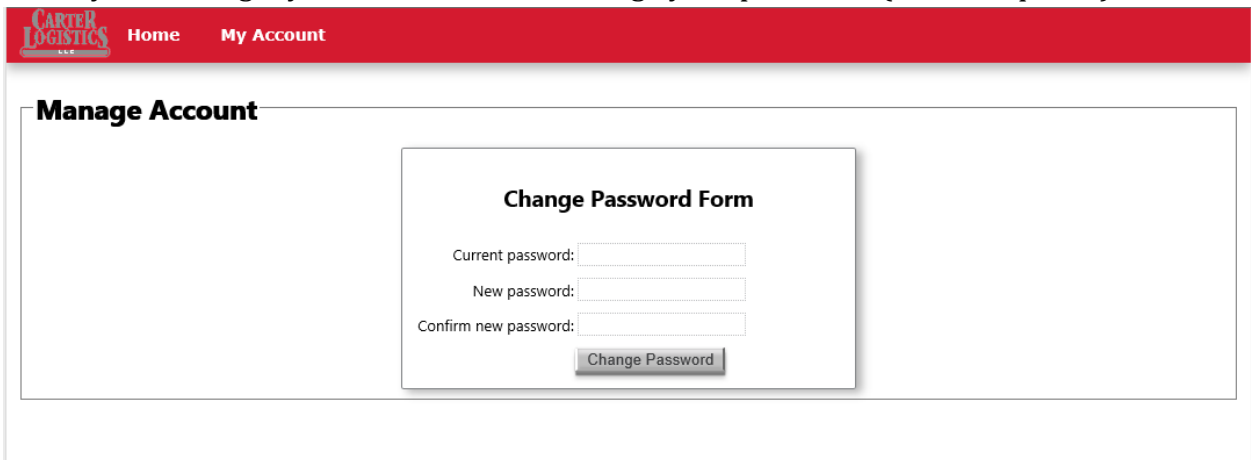 CARTER
LOGISTICS
LLC
Home
My Account
Manage Account
Change Password Form
Current password:
New password:
Confirm new password:
Change Password